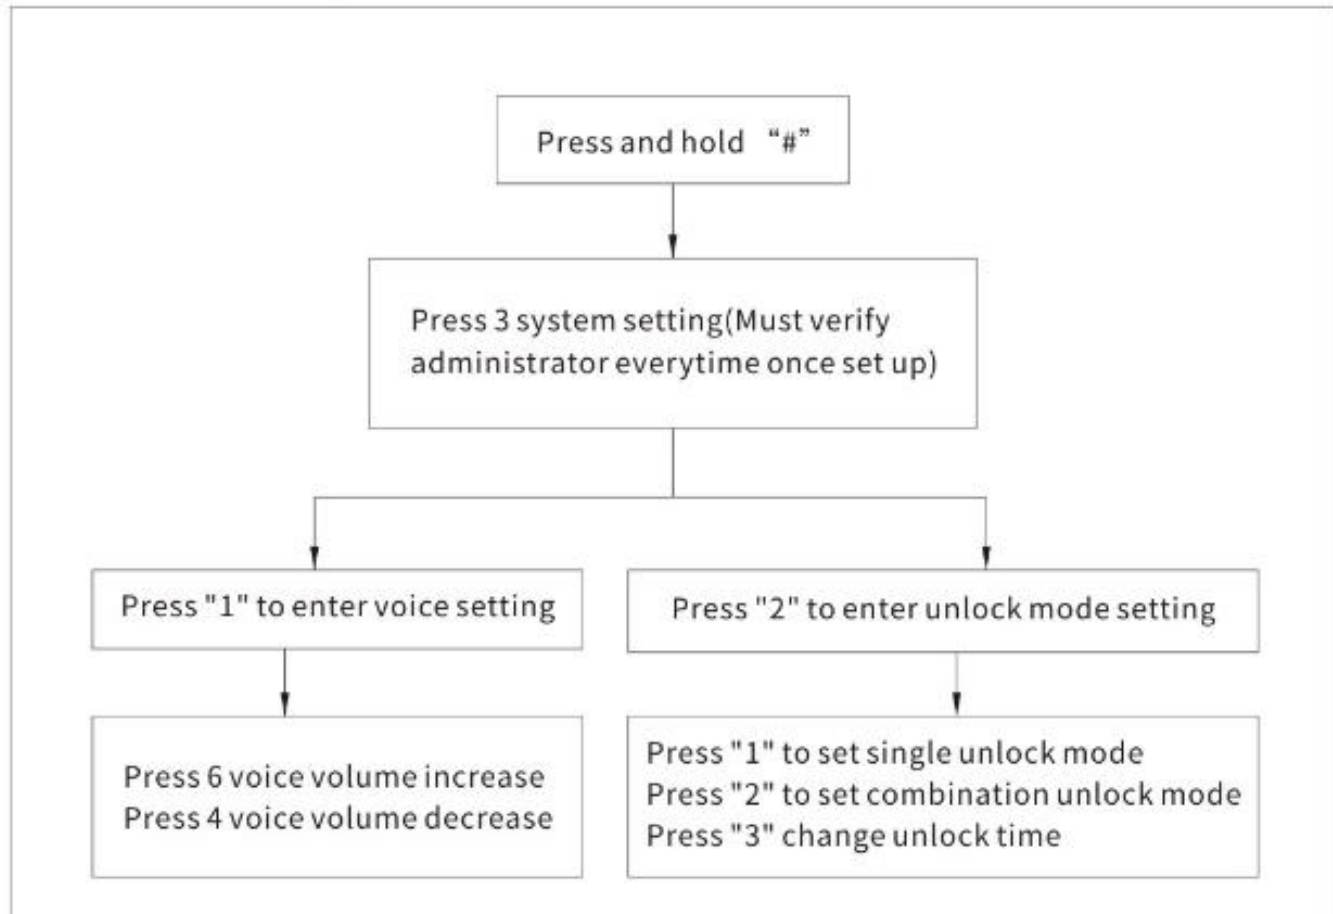 Press and hold “#”
Press 3 system setting(Must verify
administrator everytime once set up)
Press "1" to enter voice setting
Press "2" to enter unlock mode setting
Press 6 voice volume increase
Press 4 voice volume decrease
Press "1" to set single unlock mode
Press "2" to set combination unlock mode
Press "3" change unlock time